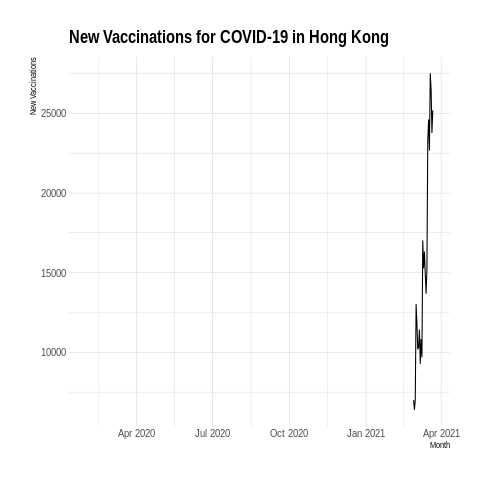 New Vaccinations for COVID-19 in Hong Kong
New Vaccinations
25000
20000
15000
10000
Apr 2020 Jul 2020 Oct 2020 Jan 2021 Apr 2021
Month